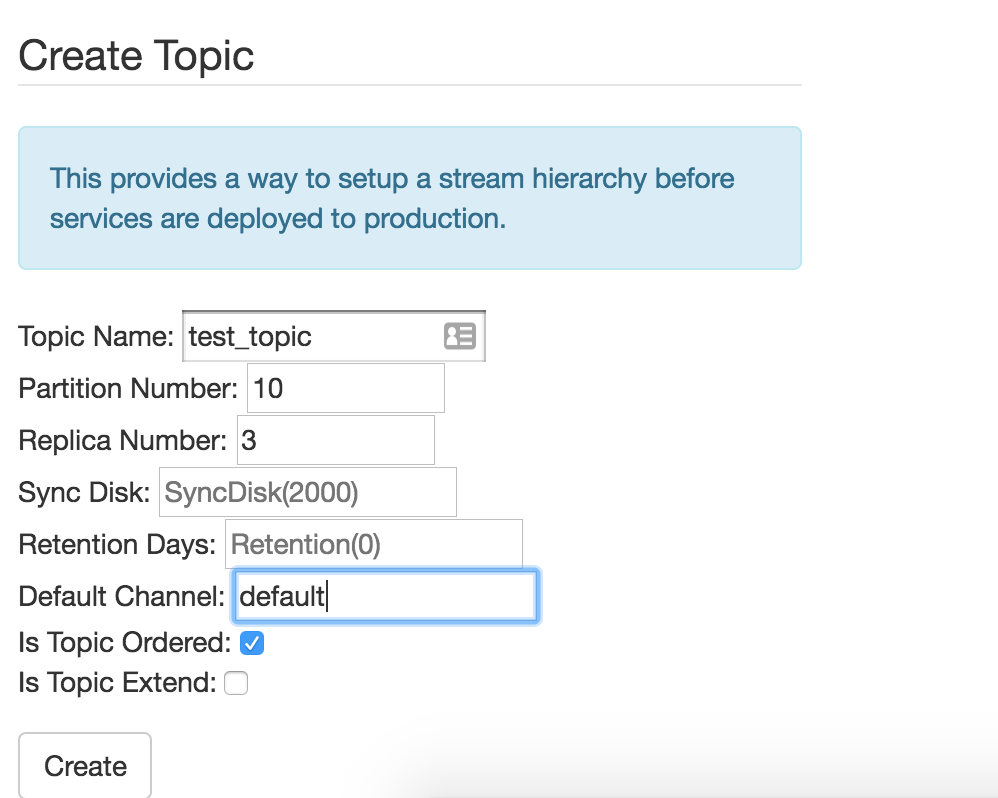 Create Topic
This provides a way to setup a stream hierarchy before
services are deployed to production.
Topic Name: test_topic
Partition Number: 10
Replica Number: 3
Sync Disk: SyncDisk(2000)
Retention Days: Retention(0)
Default Channel: default
Is Topic Ordered:
Is Topic Extend:
Create